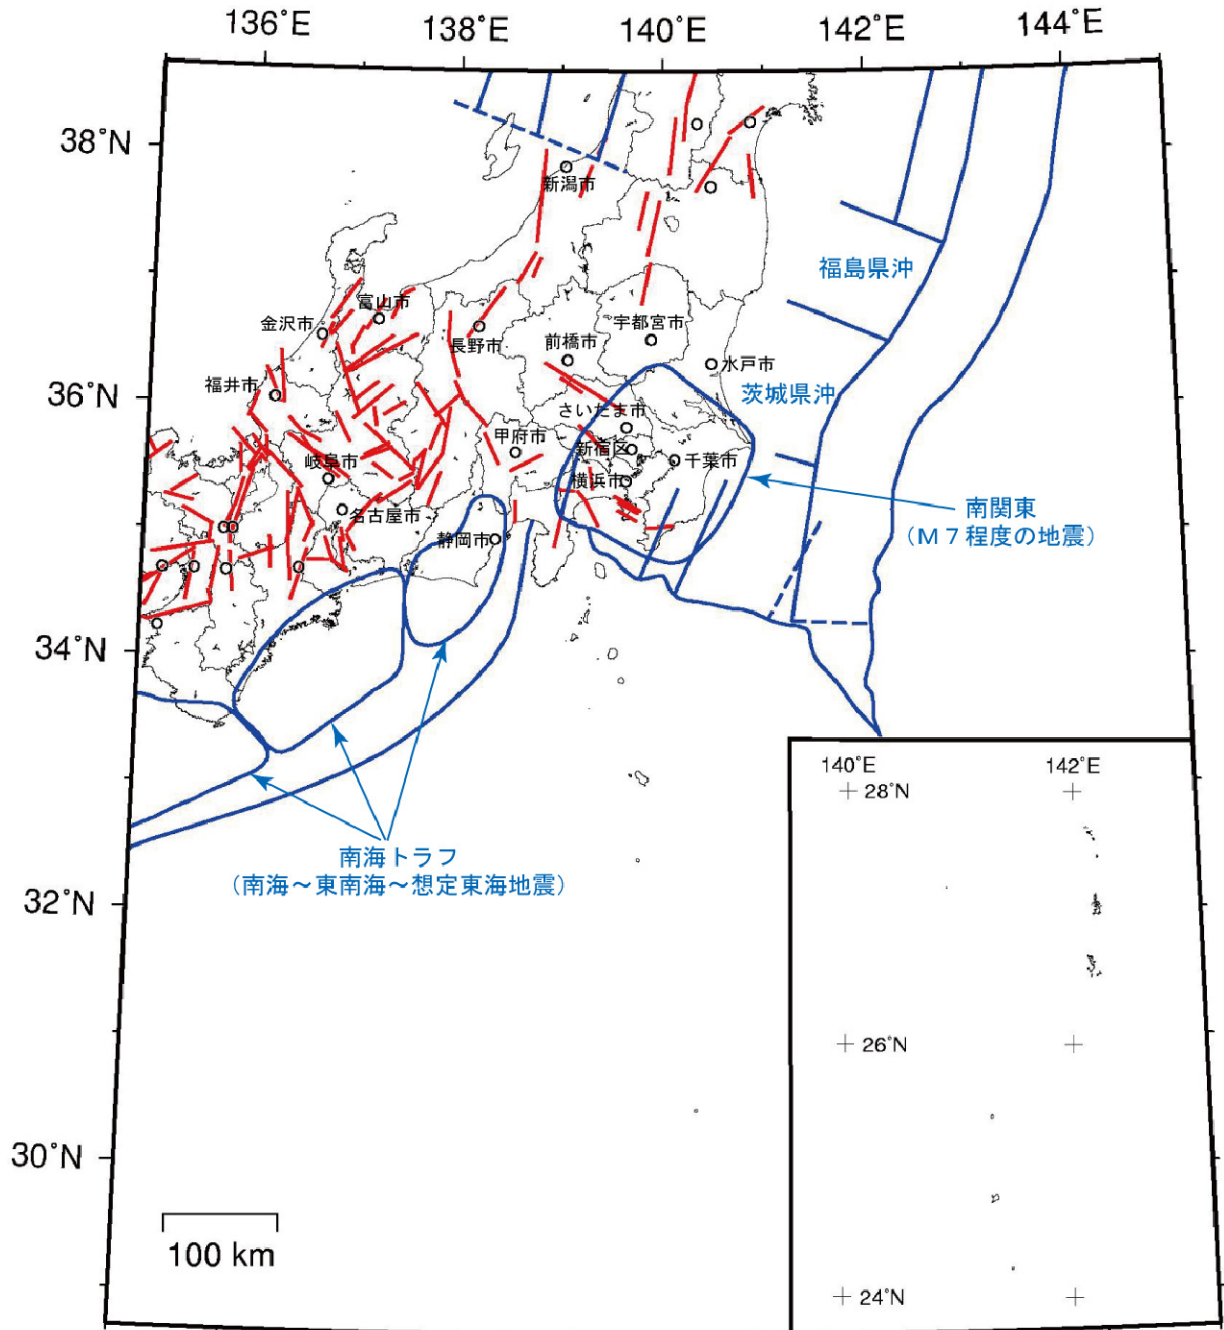 136°E 138°E 140°E 142°E 144°E
38°N
新潟市
福島県沖
富山市
金沢市
宇都宮市
長野市
前橋市
水戸市
36°N
福井市
茨城県沖
さいたま市
甲府市
新宿区
岐阜市
千葉市
横浜市
名古屋市
南関東
(M7程度の地震)
静岡市
34°N
140°E 142°E
28°N
南海トラフ
(南海～東南海～想定東海地震)
32°N
26°N
30°N
100 km
24°N